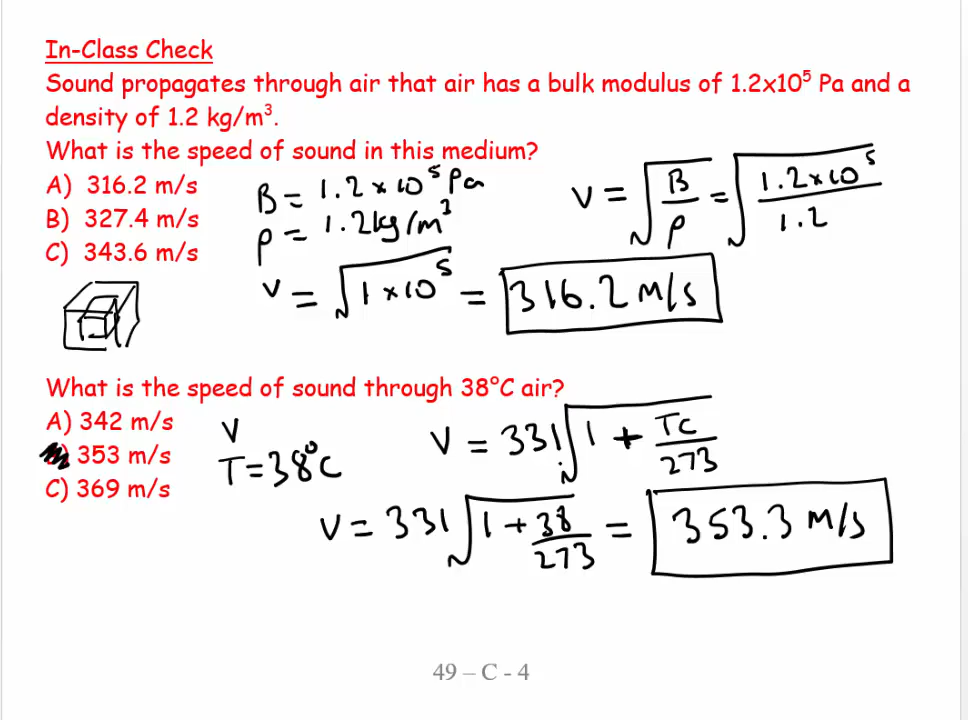 In-Class Check
Sound propagates through air that air has a bulk modulus of 1.2x10⁵ Pa and a
density of 1.2 kg/m³.
What is the speed of sound in this medium?
A) 316.2 m/s
B) 327.4 m/s
C) 343.6 m/s
B = 1.2 × 10⁵ Pa
ρ = 1.2 kg/m³
V = √(B/ρ) = √(1.2×10⁵/1.2)
V = √(1 × 10⁵) = 316.2 m/s
What is the speed of sound through 38°C air?
A) 342 m/s
) 353 m/s
C) 369 m/s
V
T = 38°C
V = 331√(1 + Tc/273)
V = 331√(1 + 38/273) = 353.3 m/s
49 – C - 4